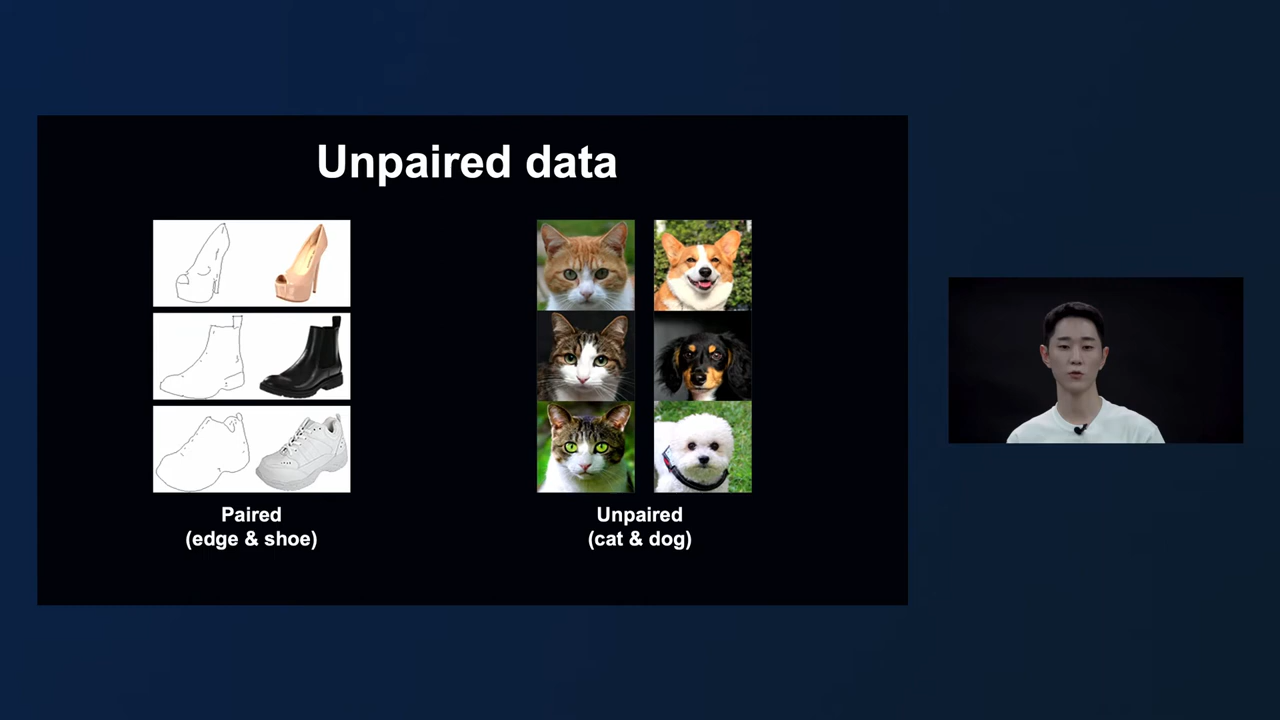 Unpaired data
Paired
(edge & shoe)
Unpaired
(cat & dog)